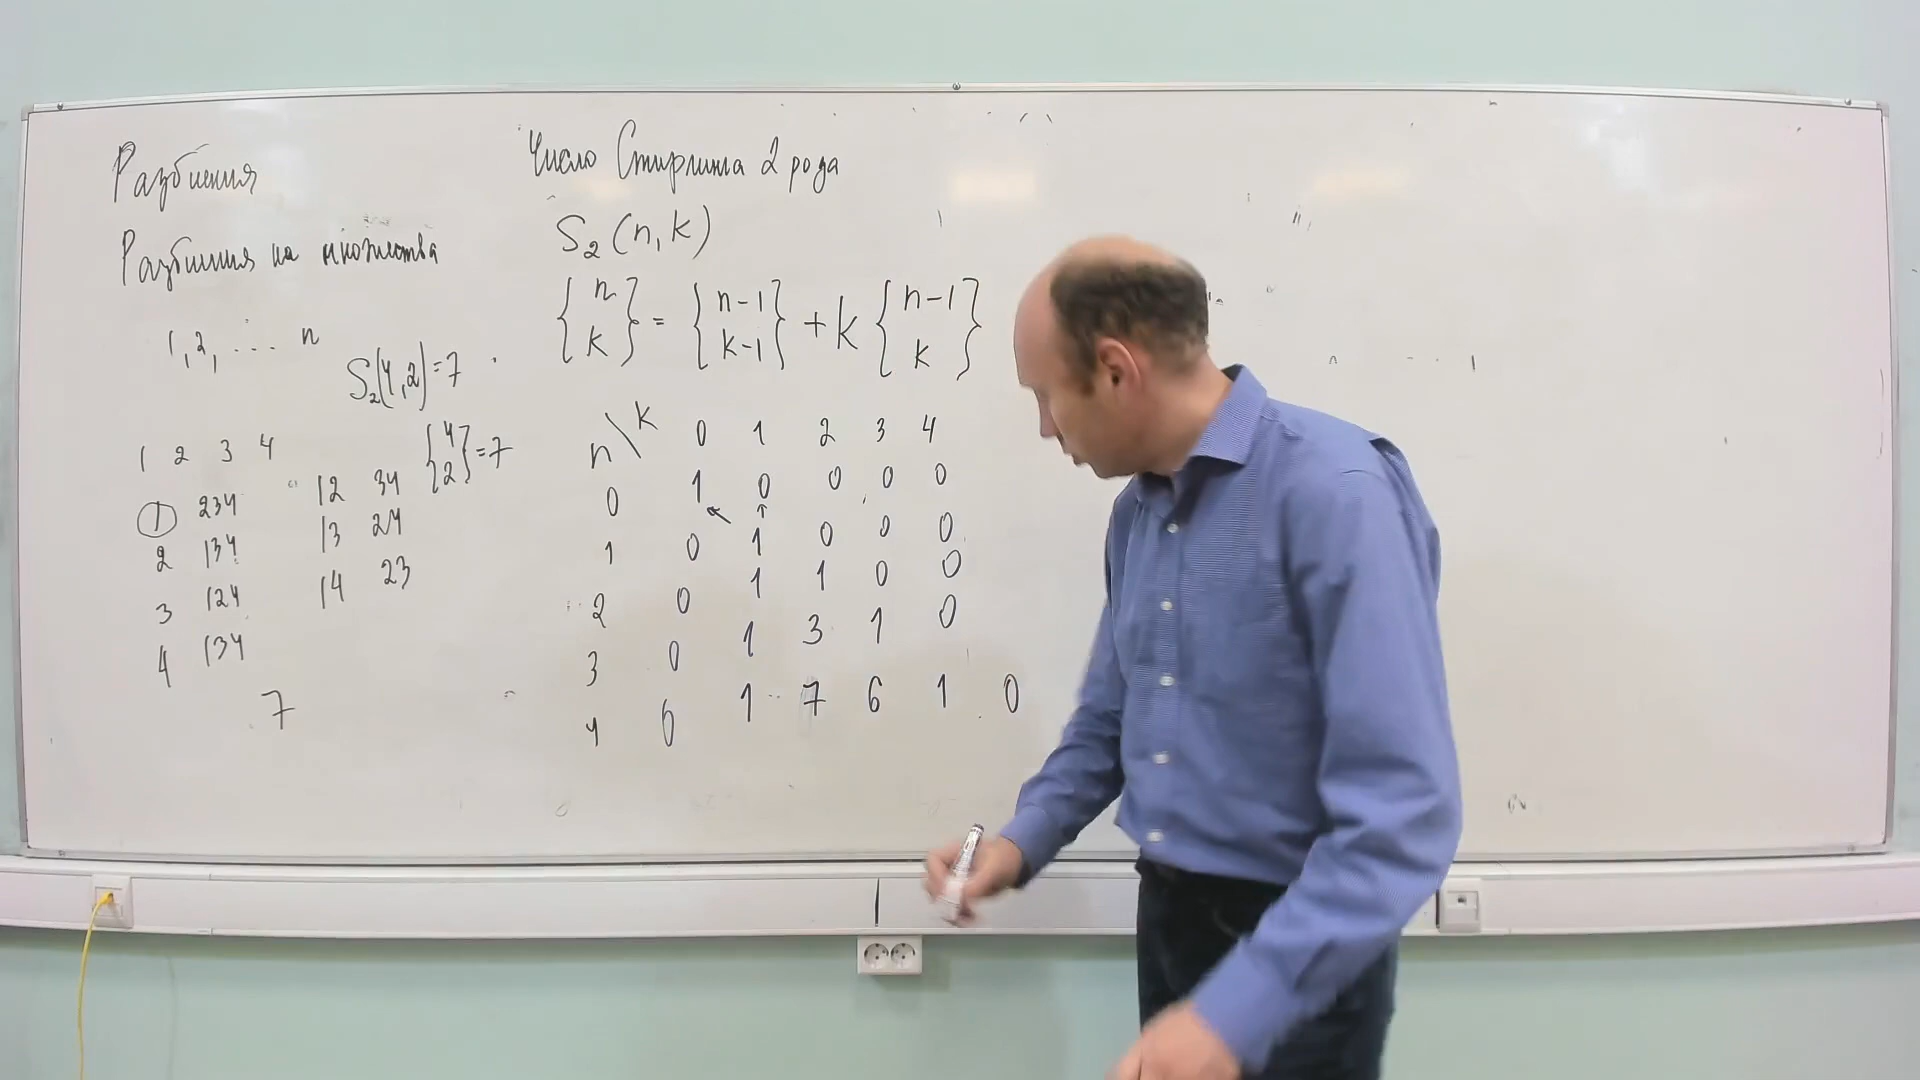 Разбиения
Разбиения на множества
1, 2, ... n
S₂(4,2)=7
1 2 3 4
{4 2}=7
① 234 12 34
2 134 13 24
3 124 14 23
4 134
7
Число Стирлинга 2 рода
S₂(n,k)
{n k} = {n-1 k-1} + k {n-1 k}
n\k 0 1 2 3 4
0 1 0 0 0 0
1 0 1 0 0 0
2 0 1 1 0 0
3 0 1 3 1 0
4 0 1 7 6 1 0